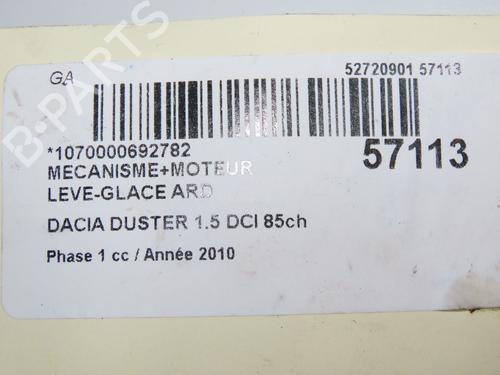 GA
52720901 57113
*1070000692782
57113
MECANISME+MOTEUR
LEVE-GLACE ARD
DACIA DUSTER 1.5 DCI 85ch
Phase 1 cc / Année 2010
B-PARTS